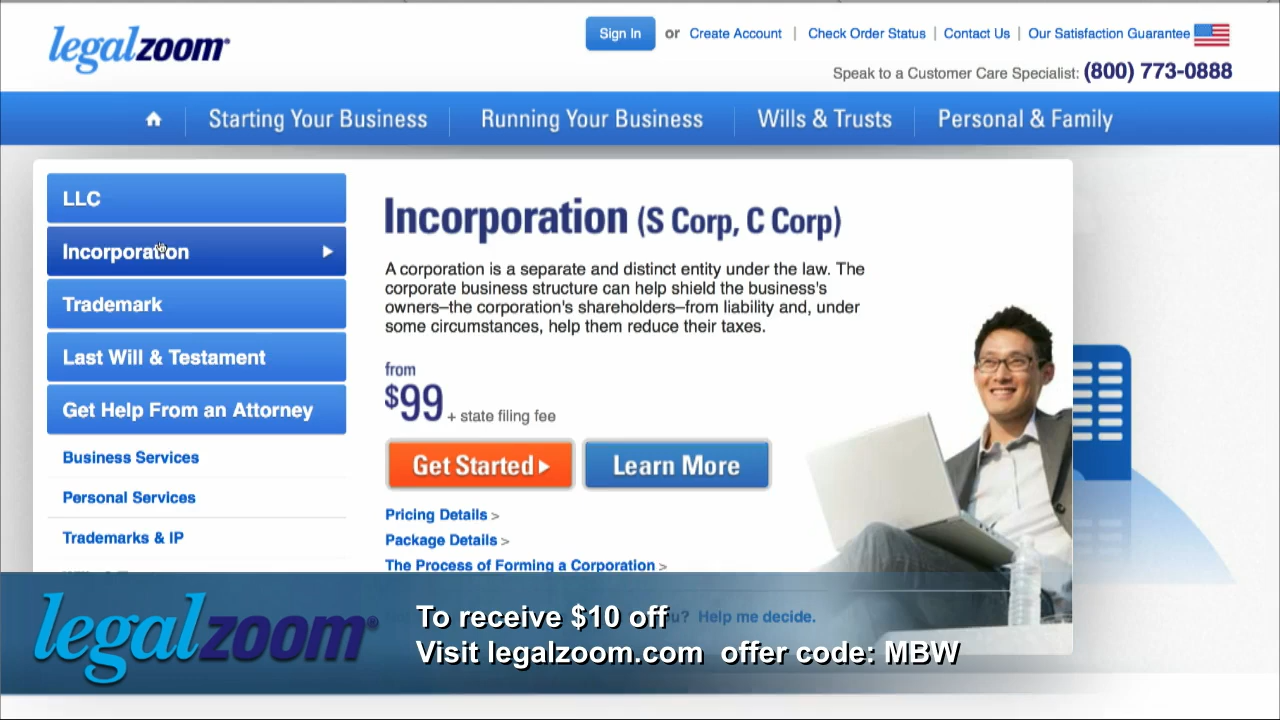 legalzoom
Sign In or Create Account | Check Order Status | Contact Us | Our Satisfaction Guarantee
Speak to a Customer Care Specialist: (800) 773-0888
Starting Your Business
Running Your Business
Wills & Trusts
Personal & Family
LLC
Incorporation
Trademark
Last Will & Testament
Get Help From an Attorney
Business Services
Personal Services
Trademarks & IP
Incorporation (S Corp, C Corp)
A corporation is a separate and distinct entity under the law. The
corporate business structure can help shield the business's
owners–the corporation's shareholders–from liability and, under
some circumstances, help them reduce their taxes.
from
$99 + state filing fee
Get Started
Learn More
Pricing Details >
Package Details >
The Process of Forming a Corporation >
Help me decide.
legalzoom®
To receive $10 off
Visit legalzoom.com offer code: MBW